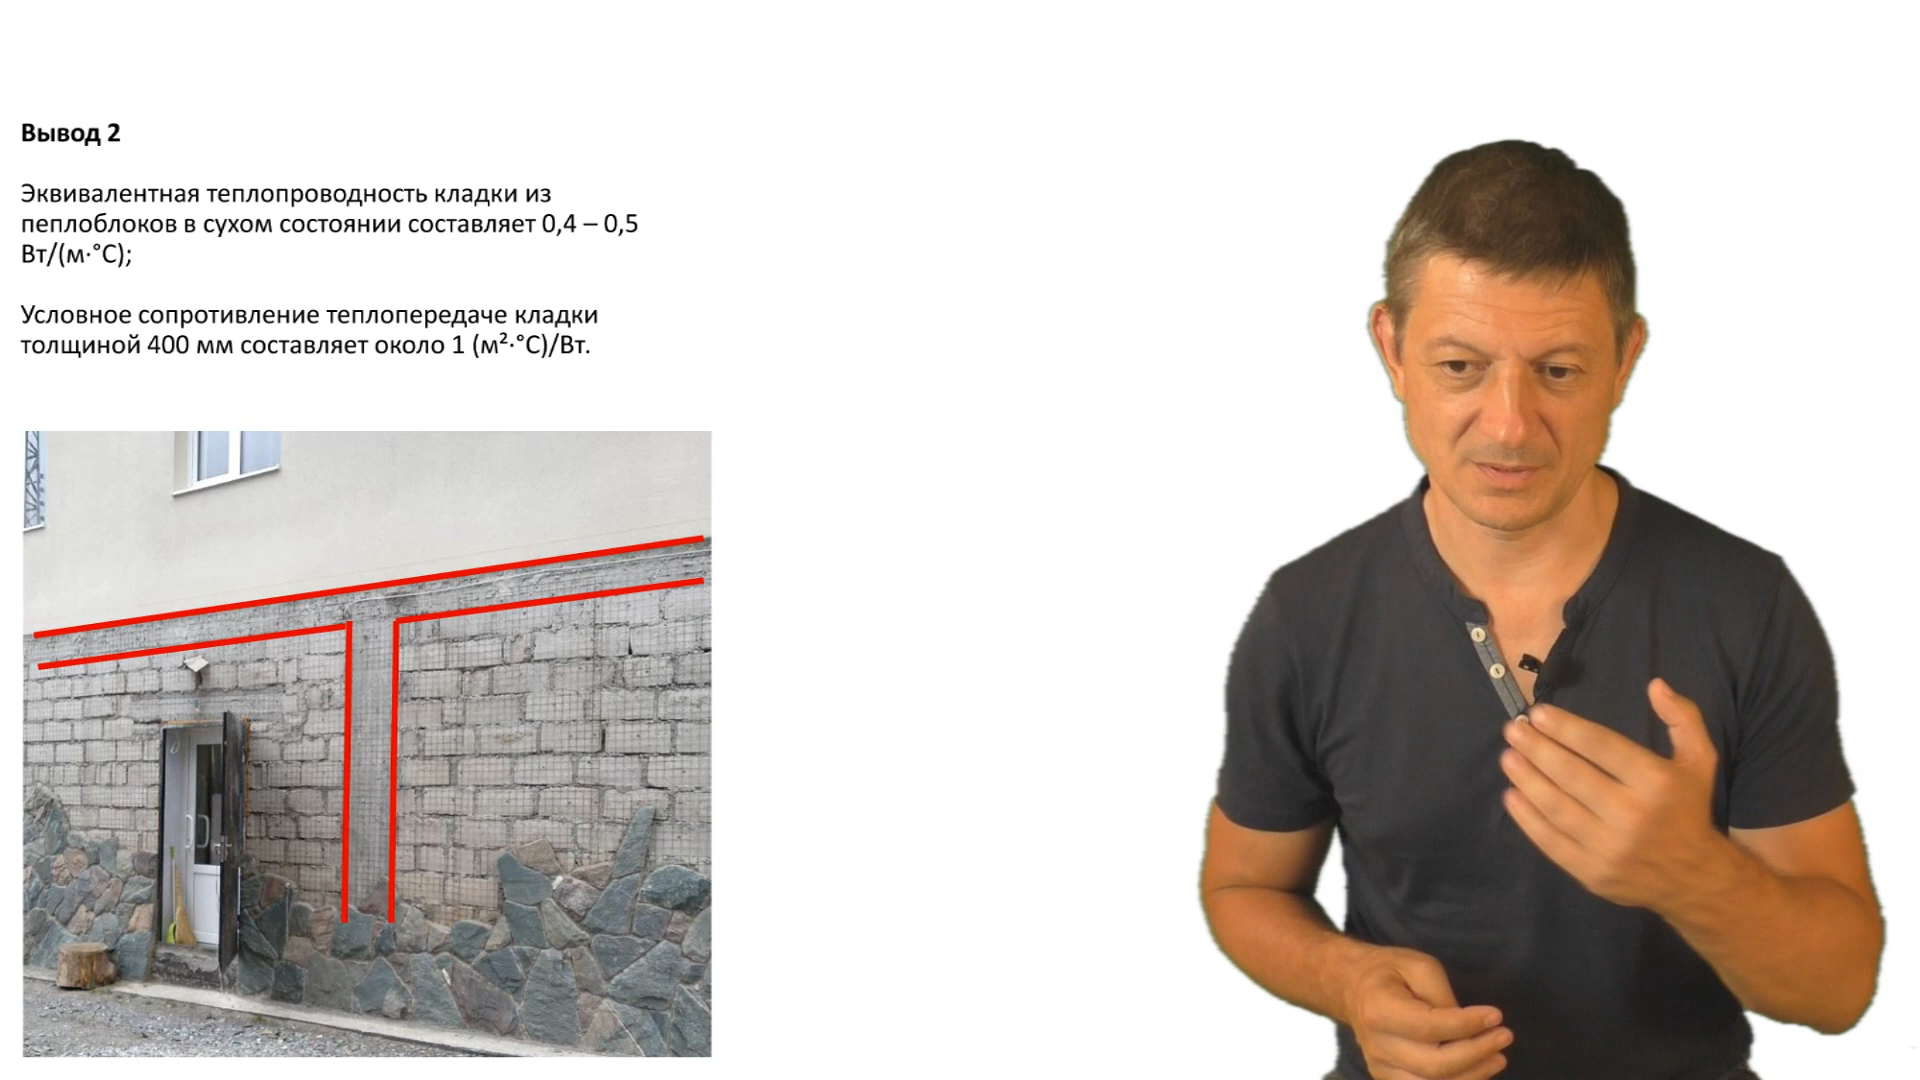 Вывод 2
Эквивалентная теплопроводность кладки из
пеплоблоков в сухом состоянии составляет 0,4 – 0,5
Вт/(м·°С);
Условное сопротивление теплопередаче кладки
толщиной 400 мм составляет около 1 (м²·°С)/Вт.